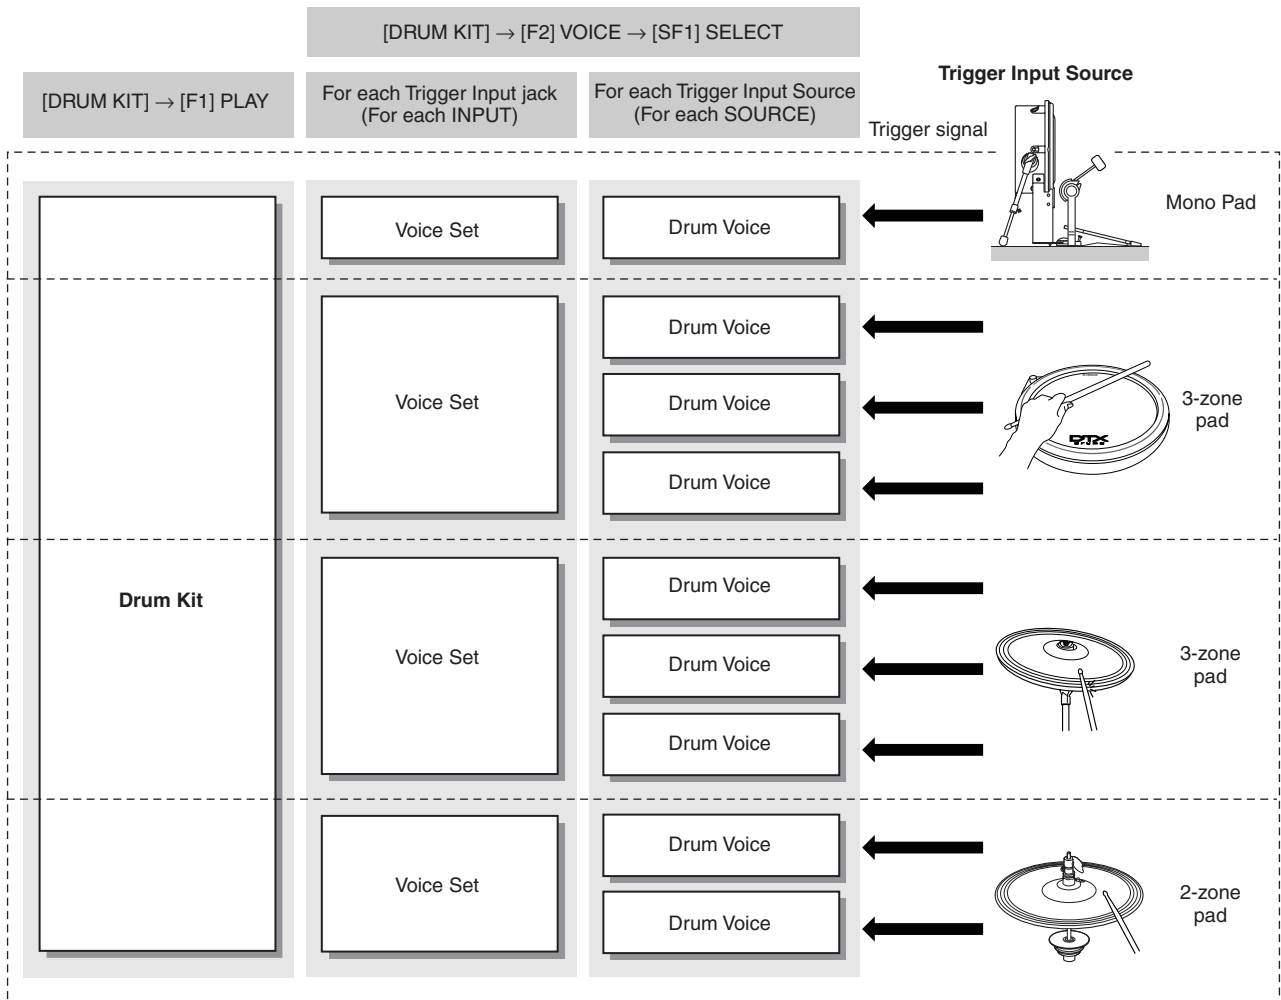 [DRUM KIT] → [F2] VOICE → [SF1] SELECT
[DRUM KIT] → [F1] PLAY
For each Trigger Input jack
(For each INPUT)
For each Trigger Input Source
(For each SOURCE)
Trigger Input Source
Trigger signal
Drum Kit
Voice Set
Drum Voice
Mono Pad
Voice Set
Drum Voice
Drum Voice
Drum Voice
DTX
3-zone
pad
Voice Set
Drum Voice
Drum Voice
Drum Voice
3-zone
pad
Voice Set
Drum Voice
Drum Voice
2-zone
pad